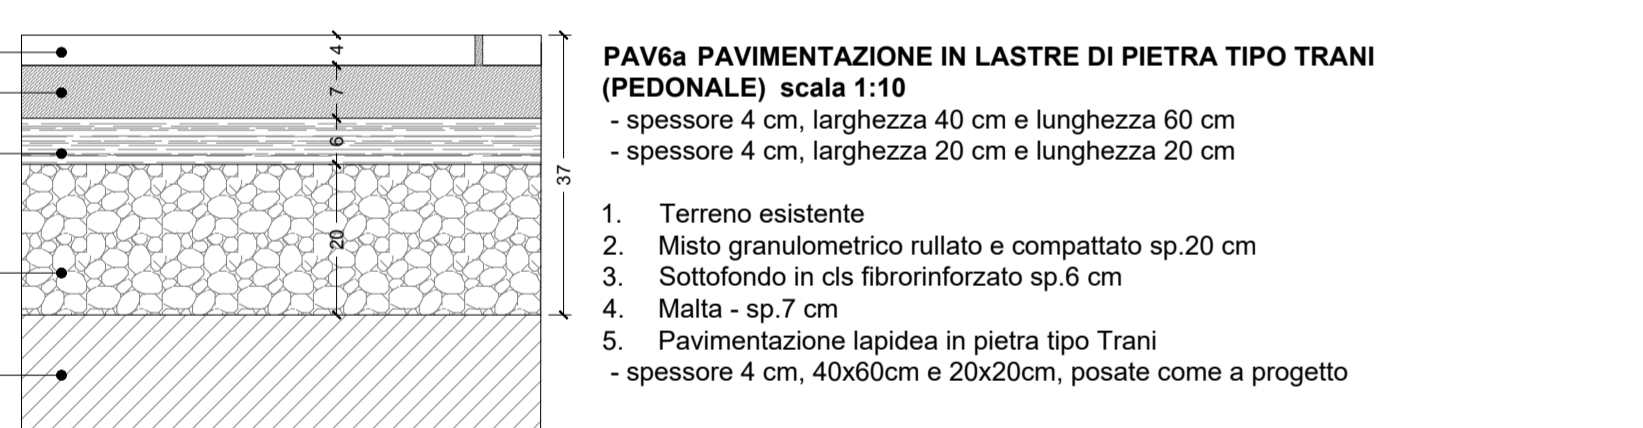 PAV6a PAVIMENTAZIONE IN LASTRE DI PIETRA TIPO TRANI
(PEDONALE) scala 1:10
- spessore 4 cm, larghezza 40 cm e lunghezza 60 cm
- spessore 4 cm, larghezza 20 cm e lunghezza 20 cm
1. Terreno esistente
2. Misto granulometrico rullato e compattato sp.20 cm
3. Sottofondo in cls fibrorinforzato sp.6 cm
4. Malta - sp.7 cm
5. Pavimentazione lapidea in pietra tipo Trani
- spessore 4 cm, 40x60cm e 20x20cm, posate come a progetto
4
7
6
20
37